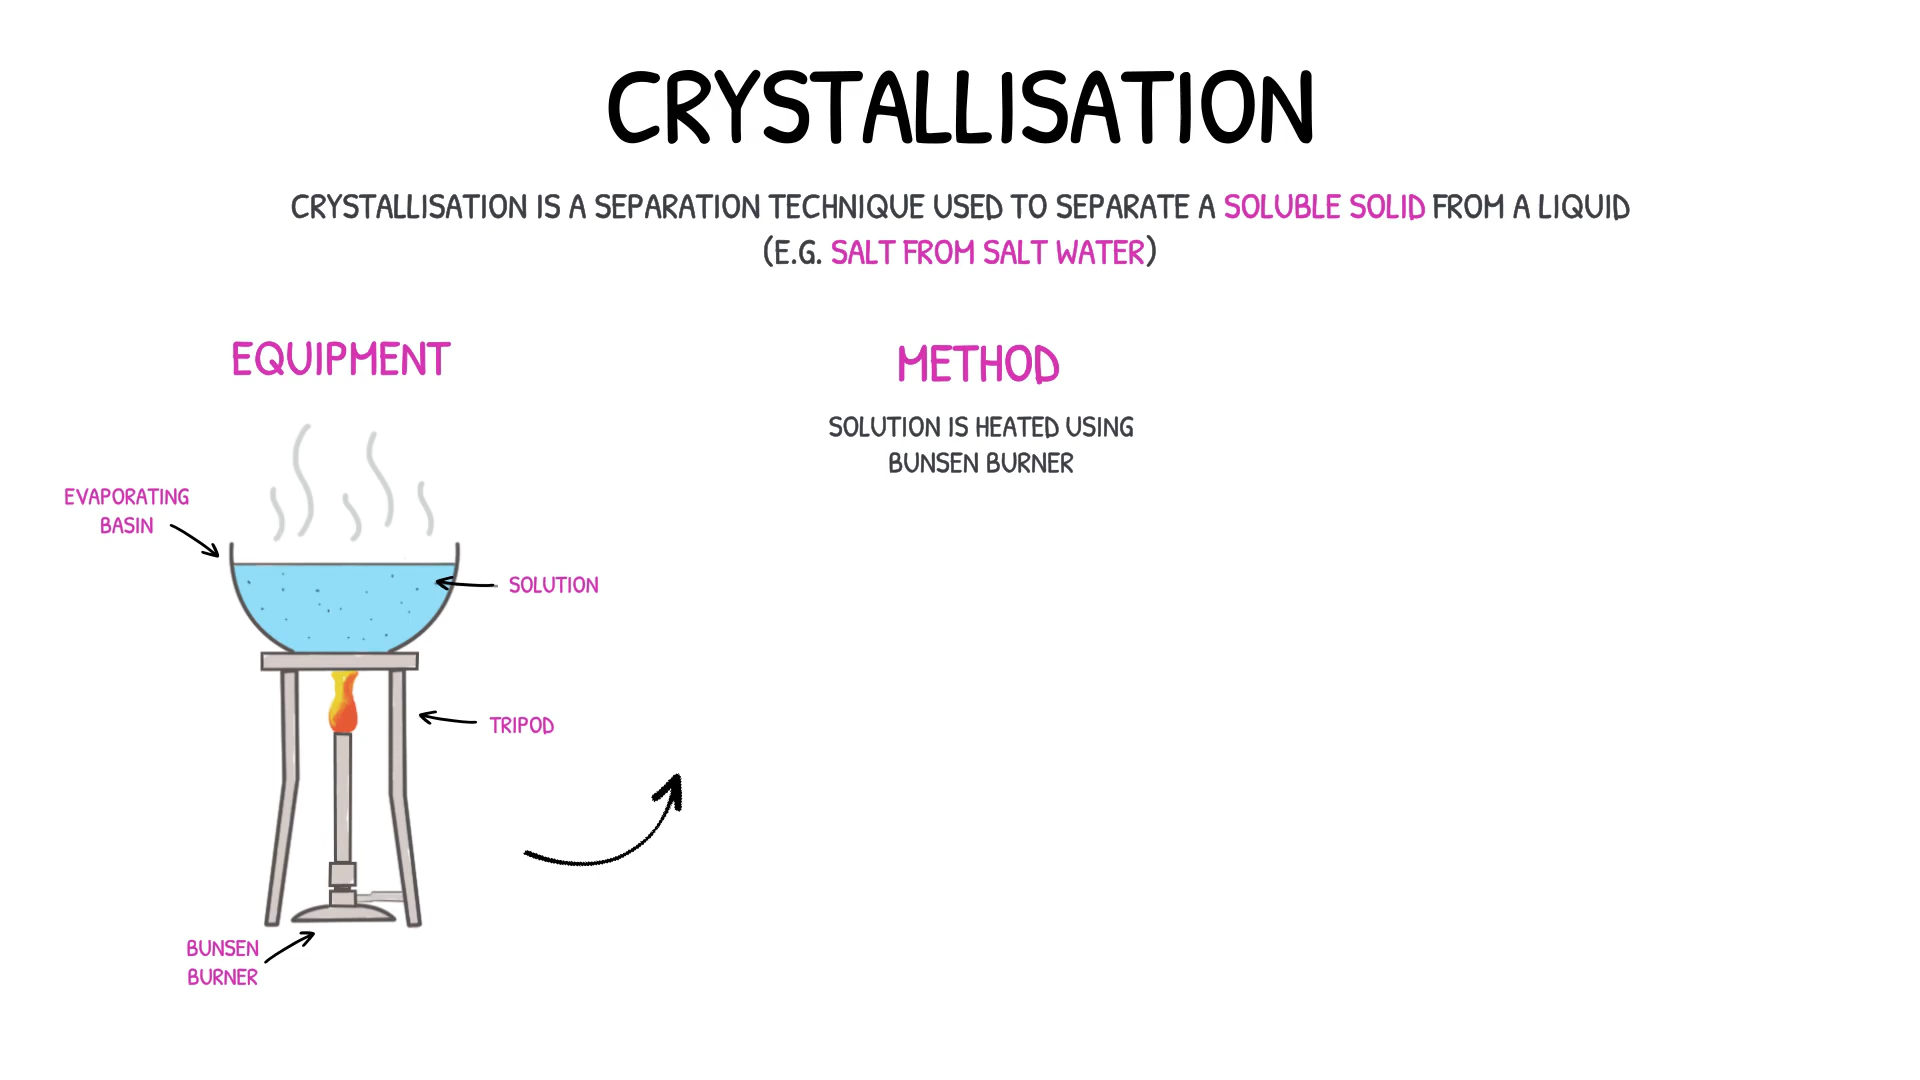 CRYSTALLISATION
CRYSTALLISATION IS A SEPARATION TECHNIQUE USED TO SEPARATE A SOLUBLE SOLID FROM A LIQUID
(E.G. SALT FROM SALT WATER)
EQUIPMENT
EVAPORATING
BASIN
SOLUTION
TRIPOD
BUNSEN
BURNER
METHOD
SOLUTION IS HEATED USING
BUNSEN BURNER